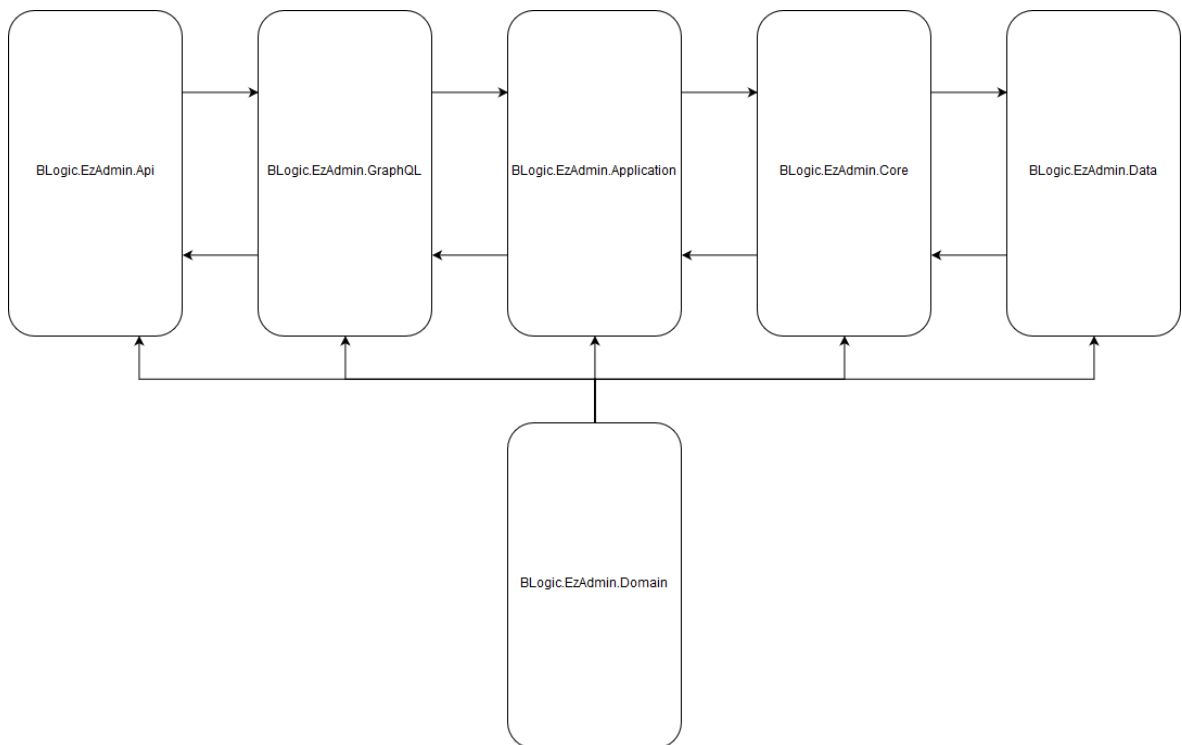 BLogic.EzAdmin.Api
BLogic.EzAdmin.GraphQL
BLogic.EzAdmin.Application
BLogic.EzAdmin.Core
BLogic.EzAdmin.Data
BLogic.EzAdmin.Domain